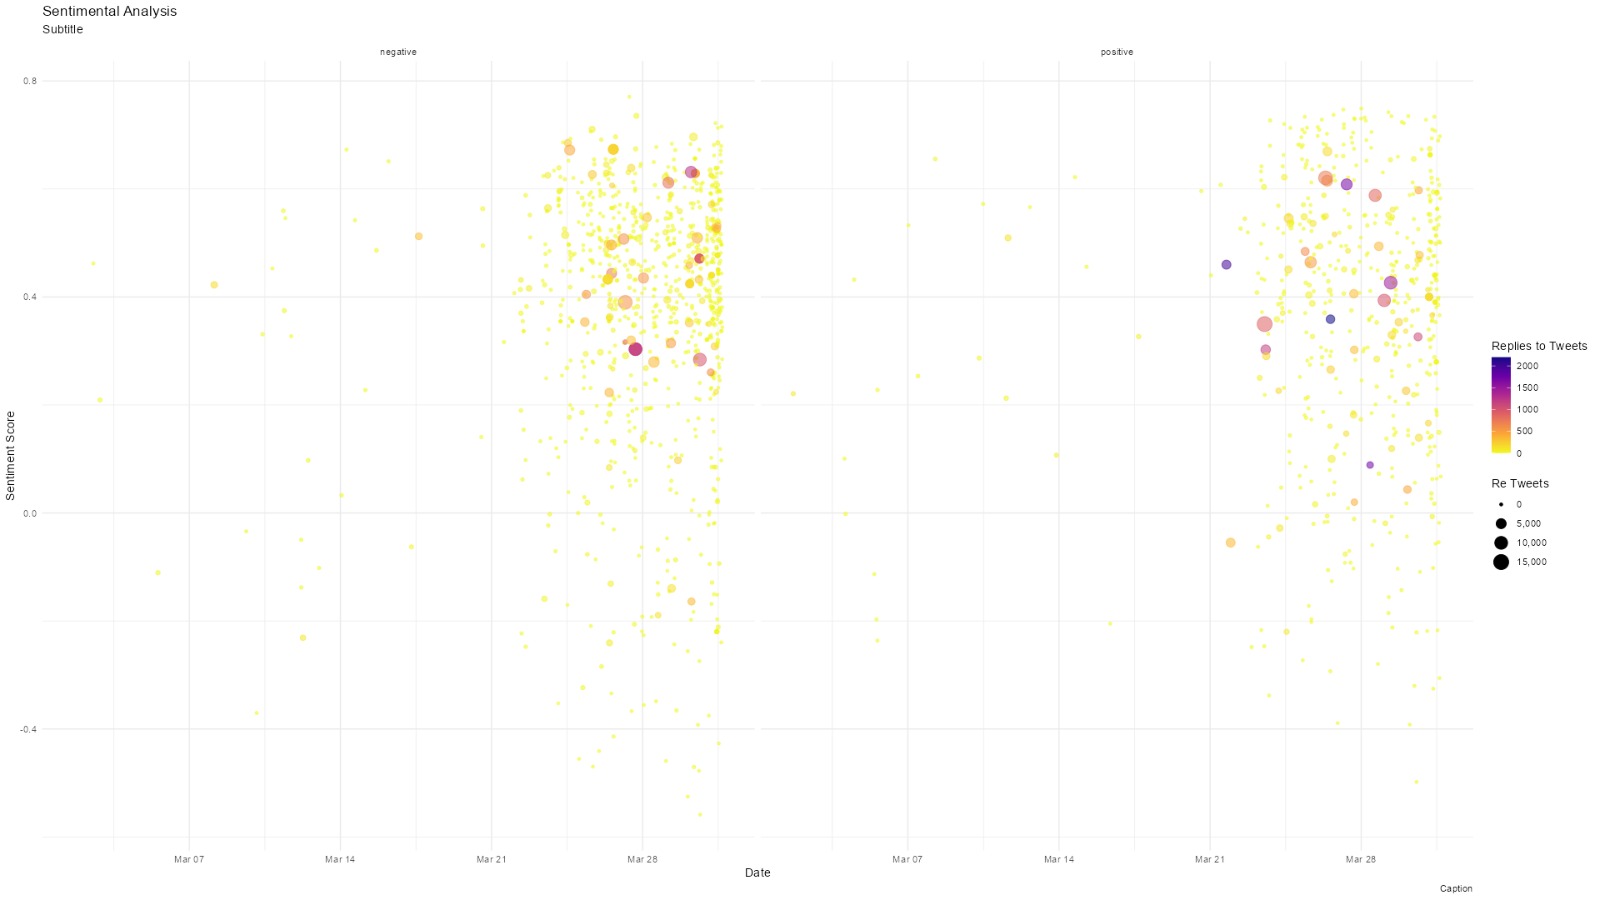 Sentimental Analysis
Subtitle
negative
positive
0.8
0.4
0.0
-0.4
Sentiment Score
Mar 07
Mar 14
Mar 21
Mar 28
Mar 07
Mar 14
Mar 21
Mar 28
Date
Caption
Replies to Tweets
2000
1500
1000
500
0
Re Tweets
0
5,000
10,000
15,000